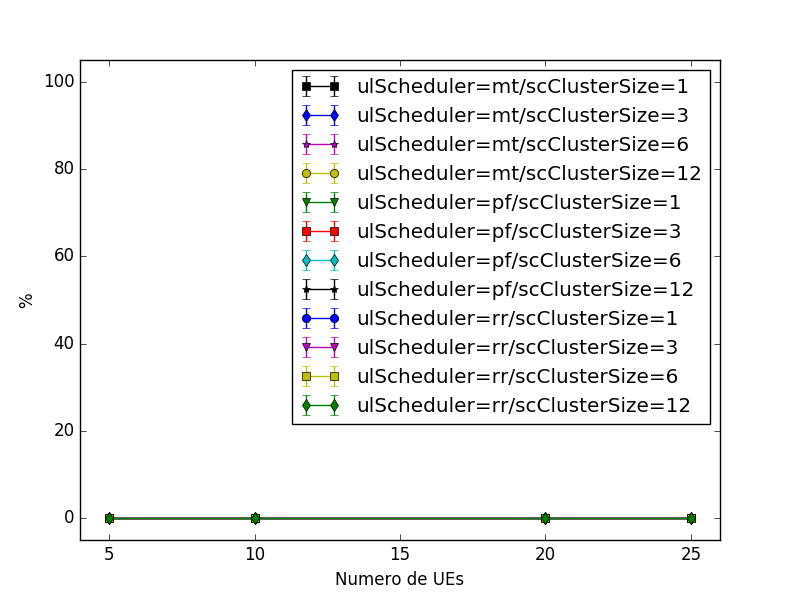 100
80
60
40
20
0
%
ulScheduler=mt/scClusterSize=1
ulScheduler=mt/scClusterSize=3
ulScheduler=mt/scClusterSize=6
ulScheduler=mt/scClusterSize=12
ulScheduler=pf/scClusterSize=1
ulScheduler=pf/scClusterSize=3
ulScheduler=pf/scClusterSize=6
ulScheduler=pf/scClusterSize=12
ulScheduler=rr/scClusterSize=1
ulScheduler=rr/scClusterSize=3
ulScheduler=rr/scClusterSize=6
ulScheduler=rr/scClusterSize=12
5 10 15 20 25
Numero de UEs